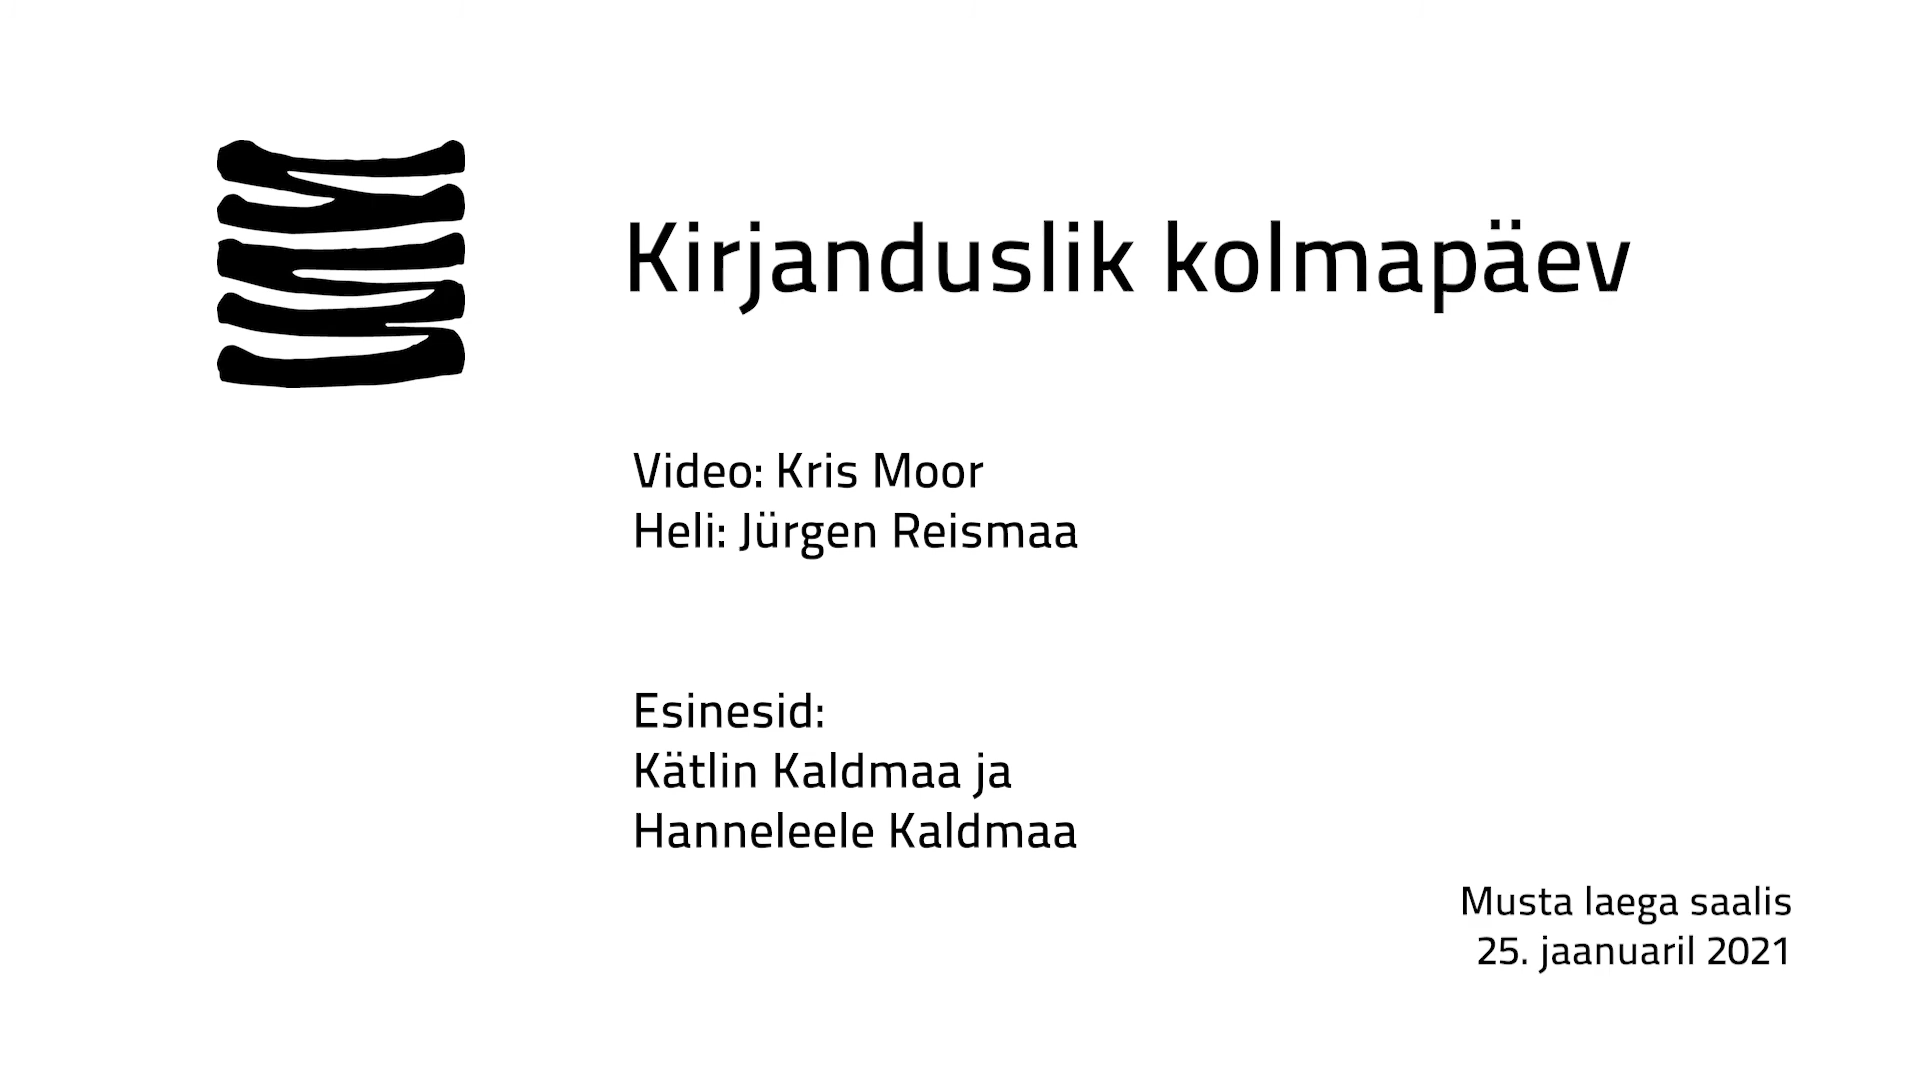 Kirjanduslik kolmapäev
Video: Kris Moor
Heli: Jürgen Reismaa
Esinesid:
Kätlin Kaldmaa ja
Hanneleele Kaldmaa
Musta laega saalis
25. jaanuaril 2021